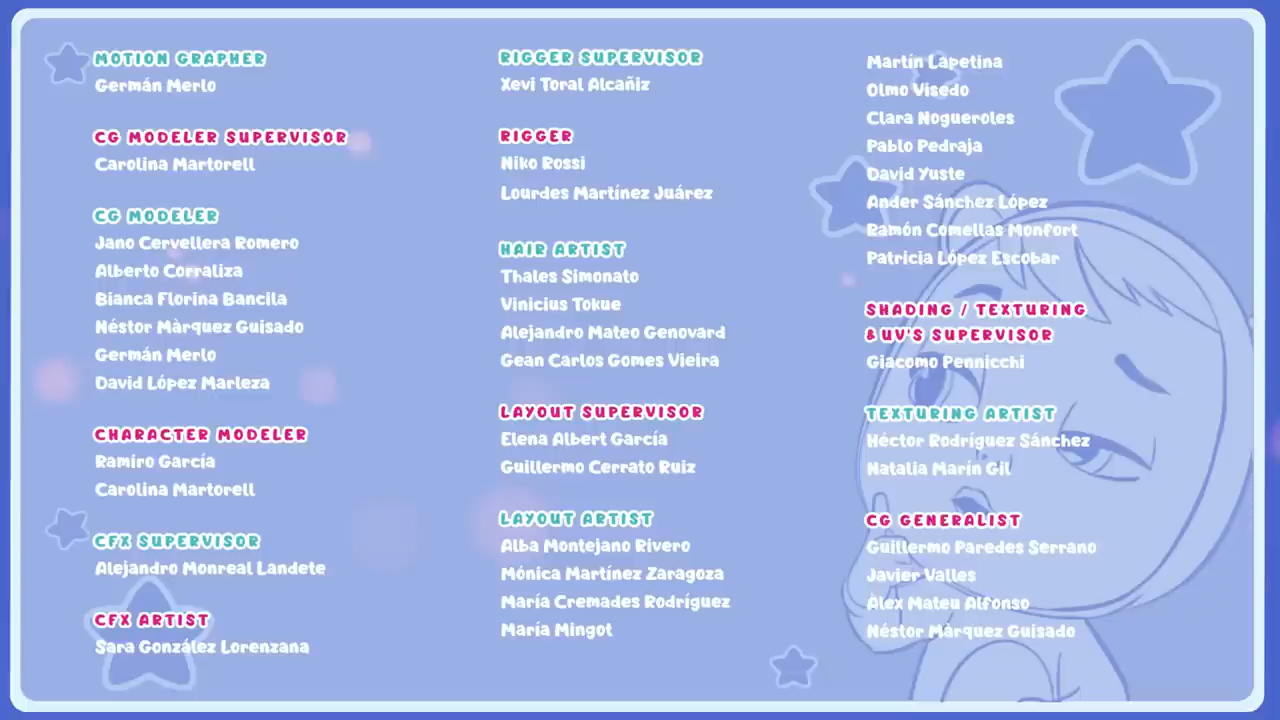 MOTION GRAPHER
Germán Merlo
CG MODELER SUPERVISOR
Carolina Martorell
CG MODELER
Jano Cervellera Romero
Alberto Corraliza
Bianca Florina Bancila
Néstor Màrquez Guisado
Germán Merlo
David López Marleza
CHARACTER MODELER
Ramiro García
Carolina Martorell
CFX SUPERVISOR
Alejandro Monreal Landete
CFX ARTIST
Sara González Lorenzana
RIGGER SUPERVISOR
Xevi Toral Alcañiz
RIGGER
Niko Rossi
Lourdes Martínez Juárez
HAIR ARTIST
Thales Simonato
Vinicius Tokue
Alejandro Mateo Genovard
Gean Carlos Gomes Vieira
LAYOUT SUPERVISOR
Elena Albert García
Guillermo Cerrato Ruiz
LAYOUT ARTIST
Alba Montejano Rivero
Mónica Martínez Zaragoza
María Cremades Rodríguez
María Mingot
Martín Lapetina
Olmo Visedo
Clara Nogueroles
Pablo Pedraja
David Yuste
Ander Sánchez López
Ramón Comellas Monfort
Patricia López Escobar
SHADING / TEXTURING
& UV'S SUPERVISOR
Giacomo Pennicchi
TEXTURING ARTIST
Héctor Rodríguez Sánchez
Natalia Marín Gil
CG GENERALIST
Guillermo Paredes Serrano
Javier Valles
Àlex Mateu Alfonso
Néstor Màrquez Guisado